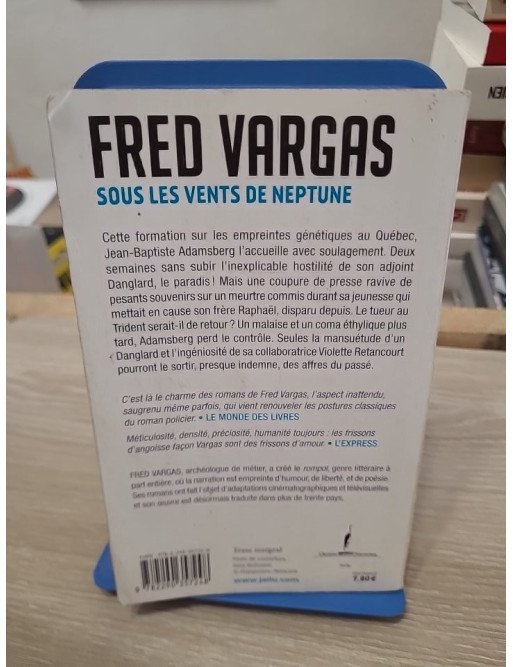 FRED VARGAS
SOUS LES VENTS DE NEPTUNE
Cette formation sur les empreintes génétiques au Québec,
Jean-Baptiste Adamsberg l'accueille avec soulagement. Deux
semaines sans subir l'inexplicable hostilité de son adjoint
Danglard, le paradis ! Mais une coupure de presse ravive de
pesants souvenirs sur un meurtre commis durant sa jeunesse qui
mettait en cause son frère Raphaël, disparu depuis. Le tueur au
Trident serait-il de retour ? Un malaise et un coma éthylique plus
tard, Adamsberg perd le contrôle. Seules la mansuétude d'un
Danglard et l'ingéniosité de sa collaboratrice Violette Retancourt
pourront le sortir, presque indemne, des affres du passé.
C'est là le charme des romans de Fred Vargas, l'aspect inattendu,
saugrenu même parfois, qui vient renouveler les postures classiques
du roman policier. • LE MONDE DES LIVRES
Méticulosité, densité, préciosité, humanité toujours : les frissons
d'angoisse façon Vargas sont des frissons d'amour. • L'EXPRESS
FRED VARGAS, archéologue de métier, a créé le rompol, genre littéraire à
part entière, où la narration est empreinte d'humour, de liberté, et de poésie.
Ses romans ont fait l'objet d'adaptations cinématographiques et télévisuelles
et son œuvre est désormais traduite dans plus de trente pays.
Texte intégral
www.jailu.com
7,90 €